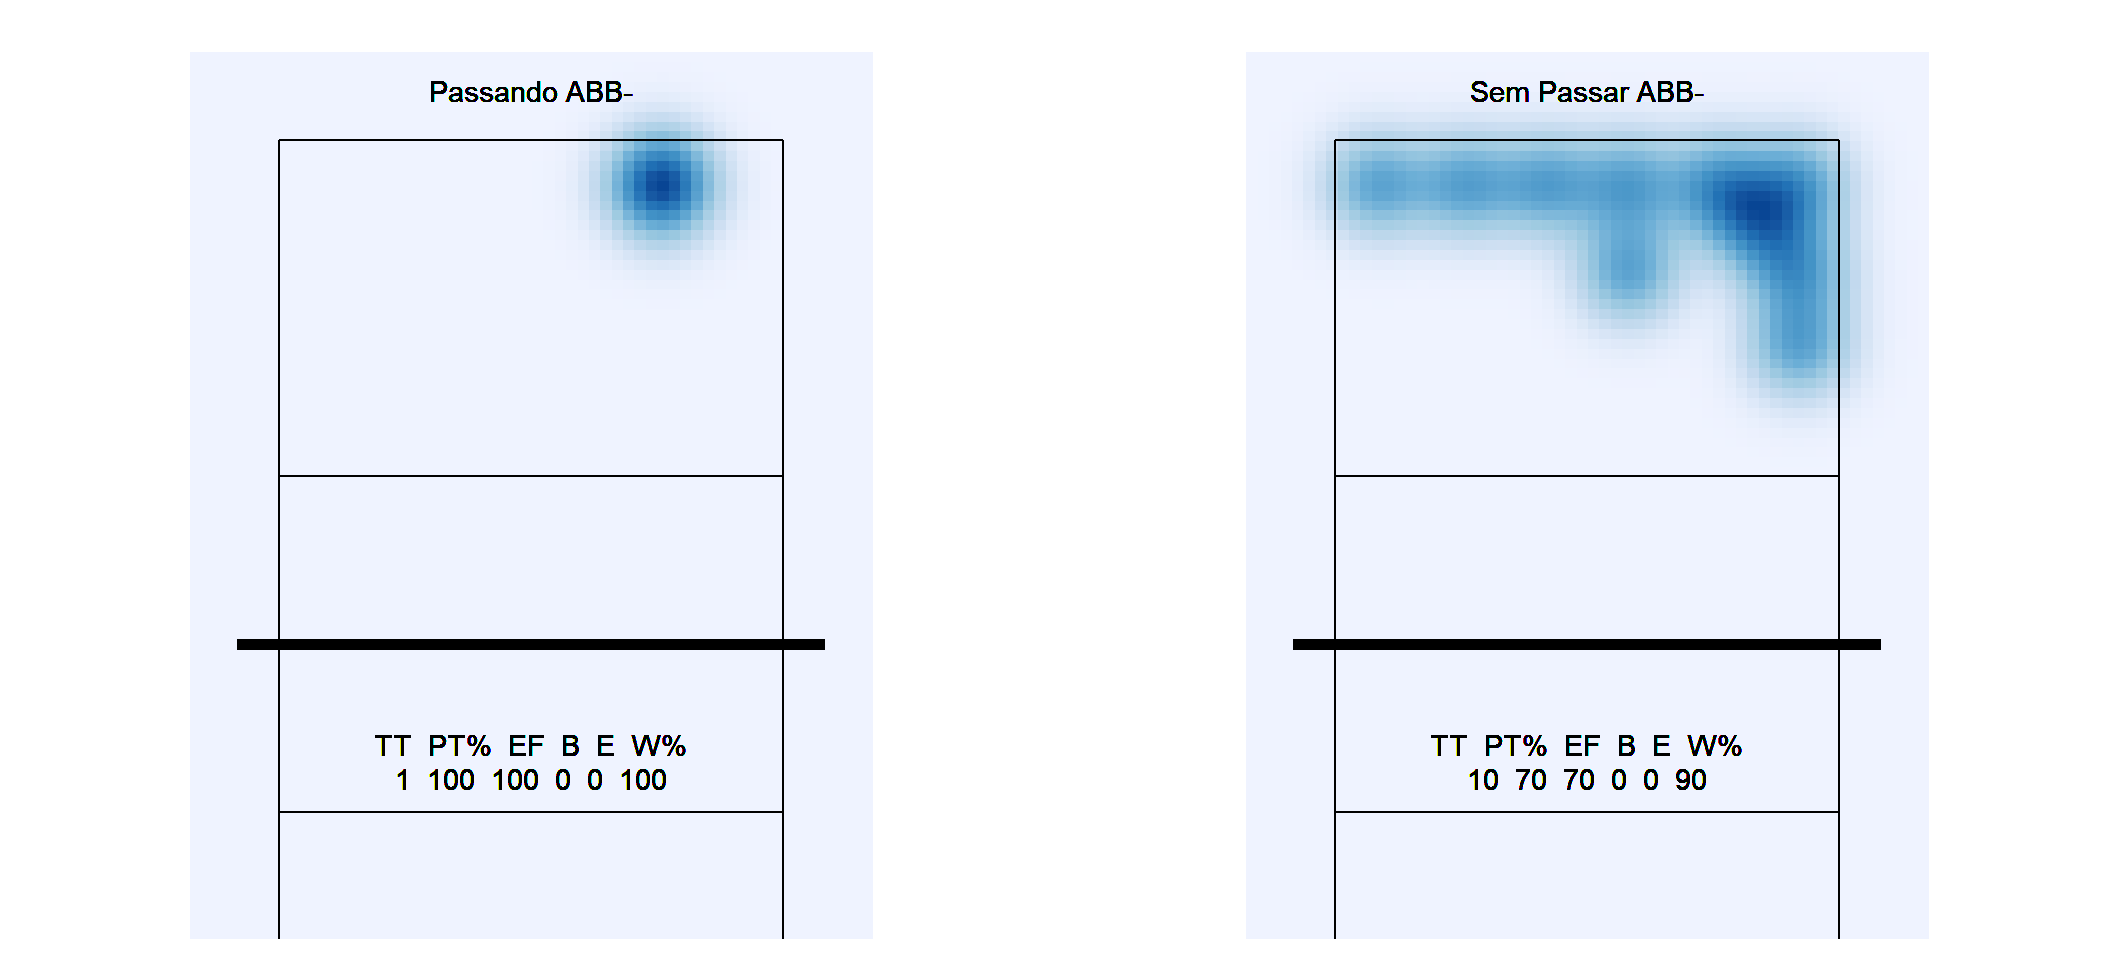 Passando ABB-
TT PT% EF B E W%
1 100 100 0 0 100
Sem Passar ABB-
TT PT% EF B E W%
10 70 70 0 0 90